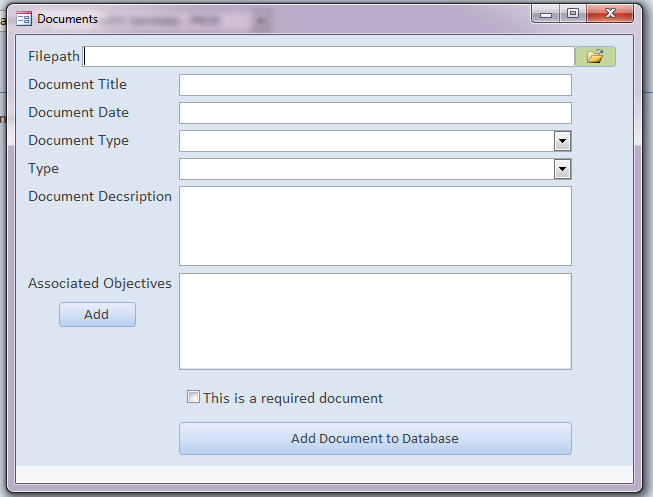 Documents
Filepath
Document Title
Document Date
Document Type
Type
Document Decsription
Associated Objectives
Add
This is a required document
Add Document to Database